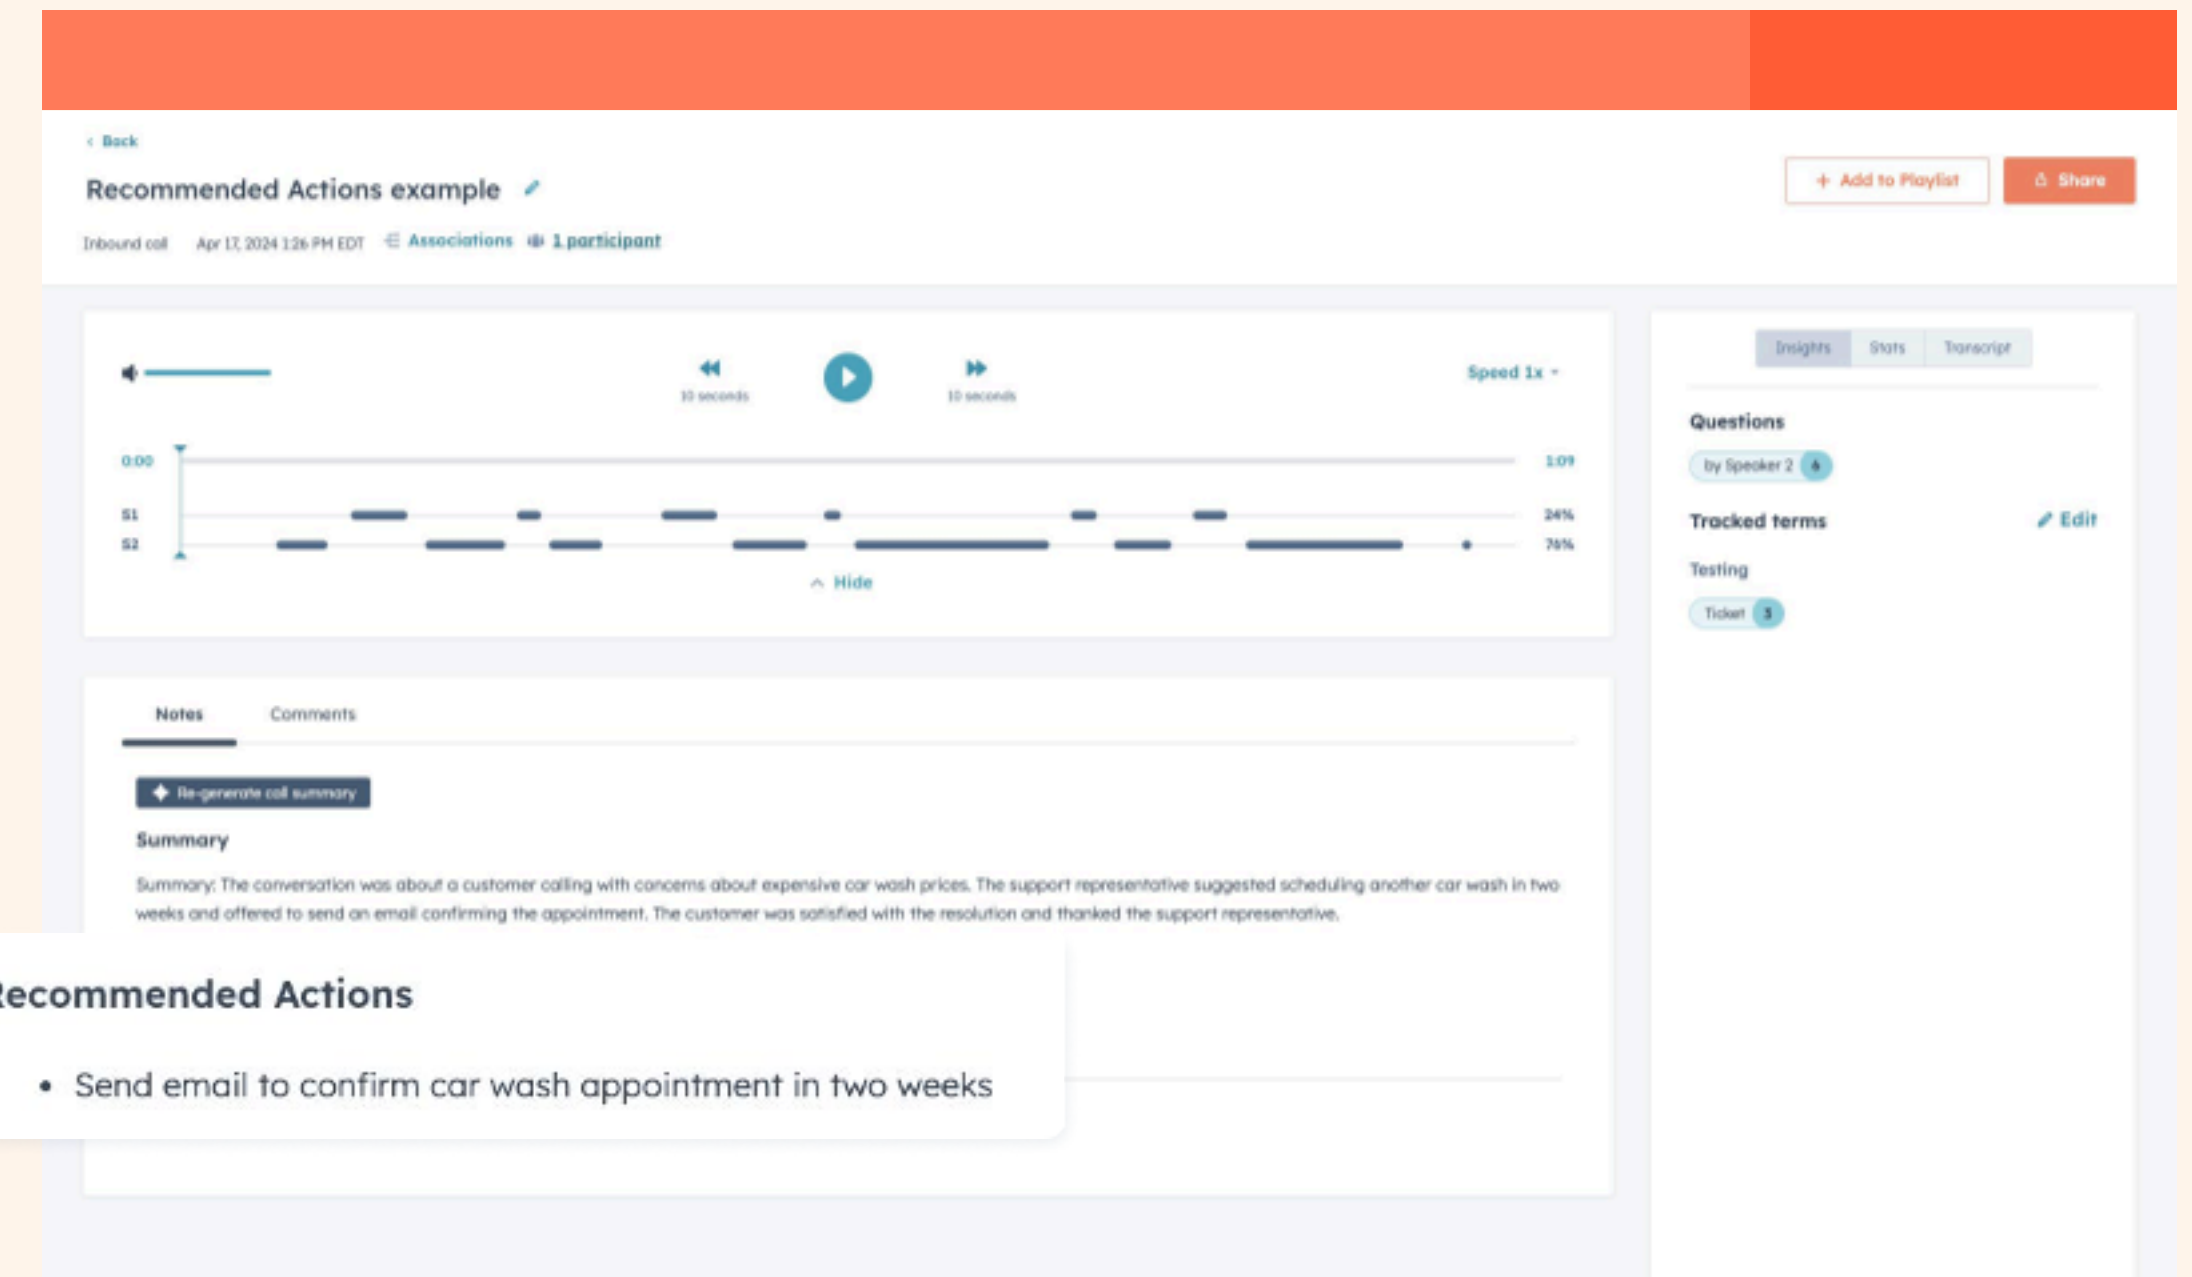 < Back
Recommended Actions example
+ Add to Playlist
Share
Inbound call Apr 17, 2024 1:26 PM EDT Associations 1 participant
10 seconds
10 seconds
Speed 1x
0:00
1:09
S1
24%
S2
76%
Hide
Insights Stats Transcript
Questions
by Speaker 2 6
Tracked terms
Edit
Testing
Ticket 3
Notes Comments
Re-generate call summary
Summary
Summary: The conversation was about a customer calling with concerns about expensive car wash prices. The support representative suggested scheduling another car wash in two
weeks and offered to send an email confirming the appointment. The customer was satisfied with the resolution and thanked the support representative.
Recommended Actions
• Send email to confirm car wash appointment in two weeks